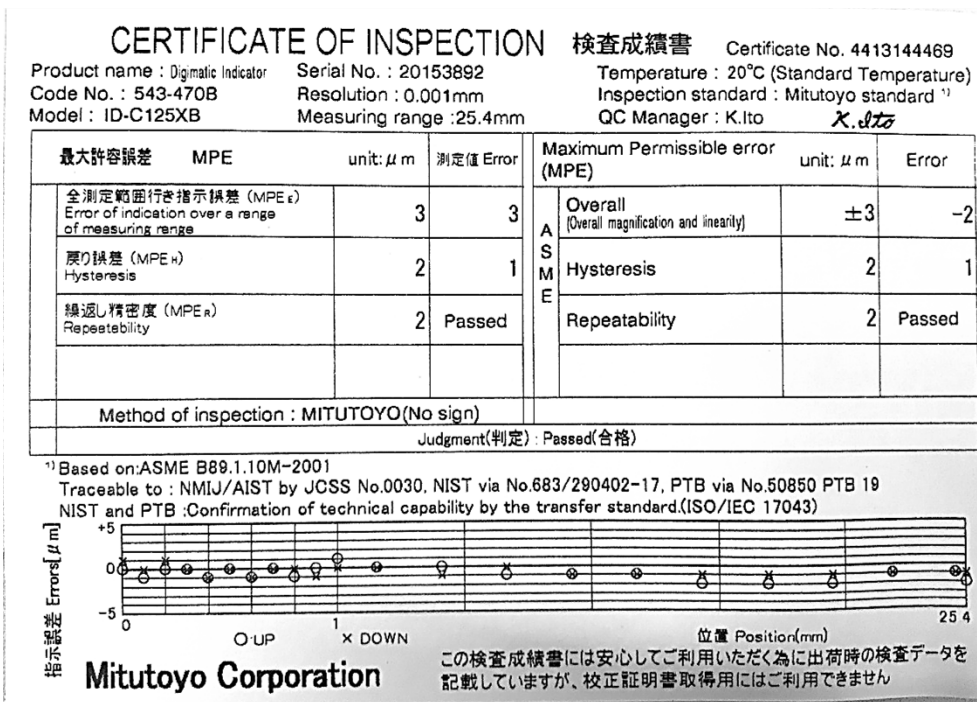 CERTIFICATE OF INSPECTION 検査成績書 Certificate No. 4413144469
Product name : Digimatic Indicator Serial No. : 20153892 Temperature : 20°C (Standard Temperature)
Code No. : 543-470B Resolution : 0.001mm Inspection standard : Mitutoyo standard 1)
Model : ID-C125XB Measuring range :25.4mm QC Manager : K.Ito K.Ito
最大許容誤差 MPE unit: μm 測定値 Error
全測定範囲行き指示誤差 (MPE E)
Error of indication over a range
of measuring range
3 3
戻り誤差 (MPE H)
Hysteresis
2 1
繰返し精密度 (MPE R)
Repeatability
2 Passed
Maximum Permissible error
(MPE)
unit: μm Error
ASME
Overall
(Overall magnification and linearity)
±3 -2
Hysteresis 2 1
Repeatability 2 Passed
Method of inspection : MITUTOYO(No sign)
Judgment(判定) : Passed(合格)
1) Based on:ASME B89.1.10M-2001
Traceable to : NMIJ/AIST by JCSS No.0030, NIST via No.683/290402-17, PTB via No.50850 PTB 19
NIST and PTB :Confirmation of technical capability by the transfer standard.(ISO/IEC 17043)
指示誤差 Errors[μm]
+5
0
-5
0 1 25 4
O:UP × DOWN 位置 Position(mm)
Mitutoyo Corporation
この検査成績書には安心してご利用いただく為に出荷時の検査データを
記載していますが、校正証明書取得用にはご利用できません